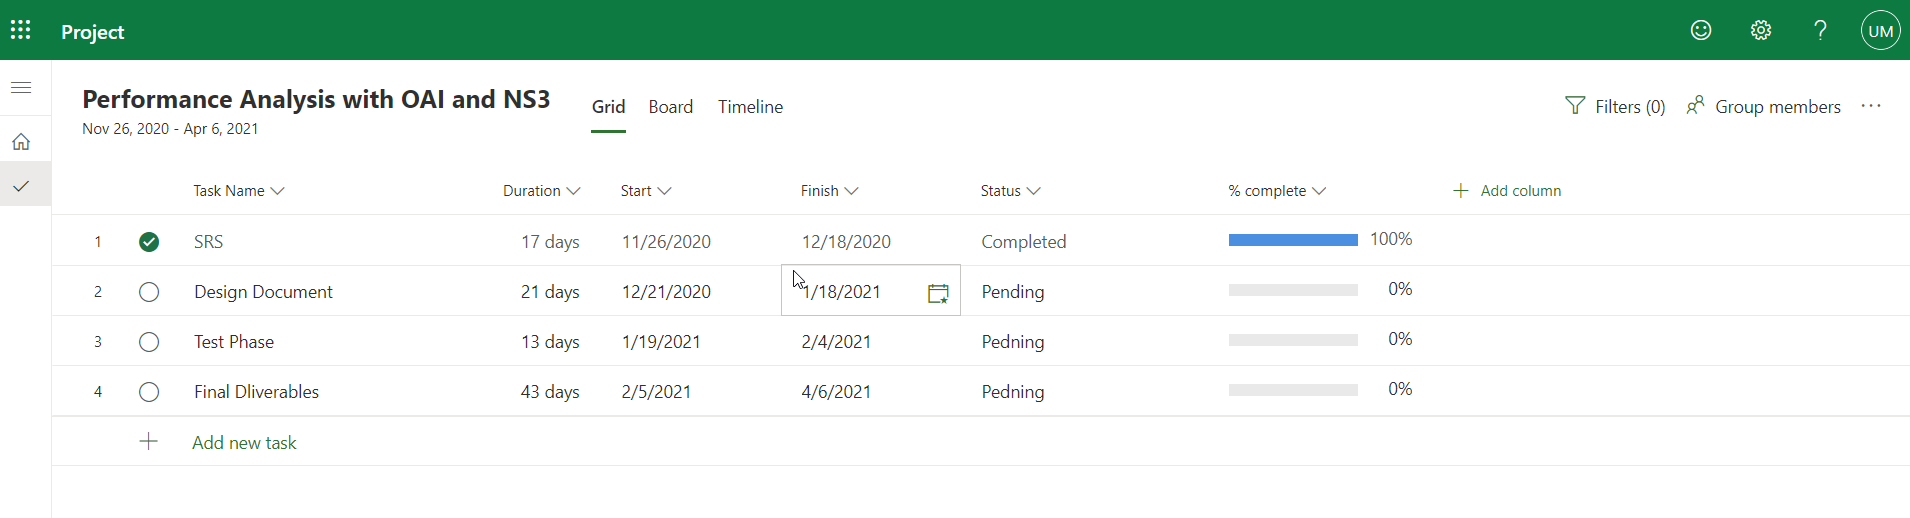 Project
UM
Performance Analysis with OAI and NS3
Nov 26, 2020 - Apr 6, 2021
Grid Board Timeline
Filters (0) Group members ···
Task Name Duration Start Finish Status % complete + Add column
1 SRS 17 days 11/26/2020 12/18/2020 Completed 100%
2 Design Document 21 days 12/21/2020 1/18/2021 Pending 0%
3 Test Phase 13 days 1/19/2021 2/4/2021 Pedning 0%
4 Final Dliverables 43 days 2/5/2021 4/6/2021 Pedning 0%
+ Add new task